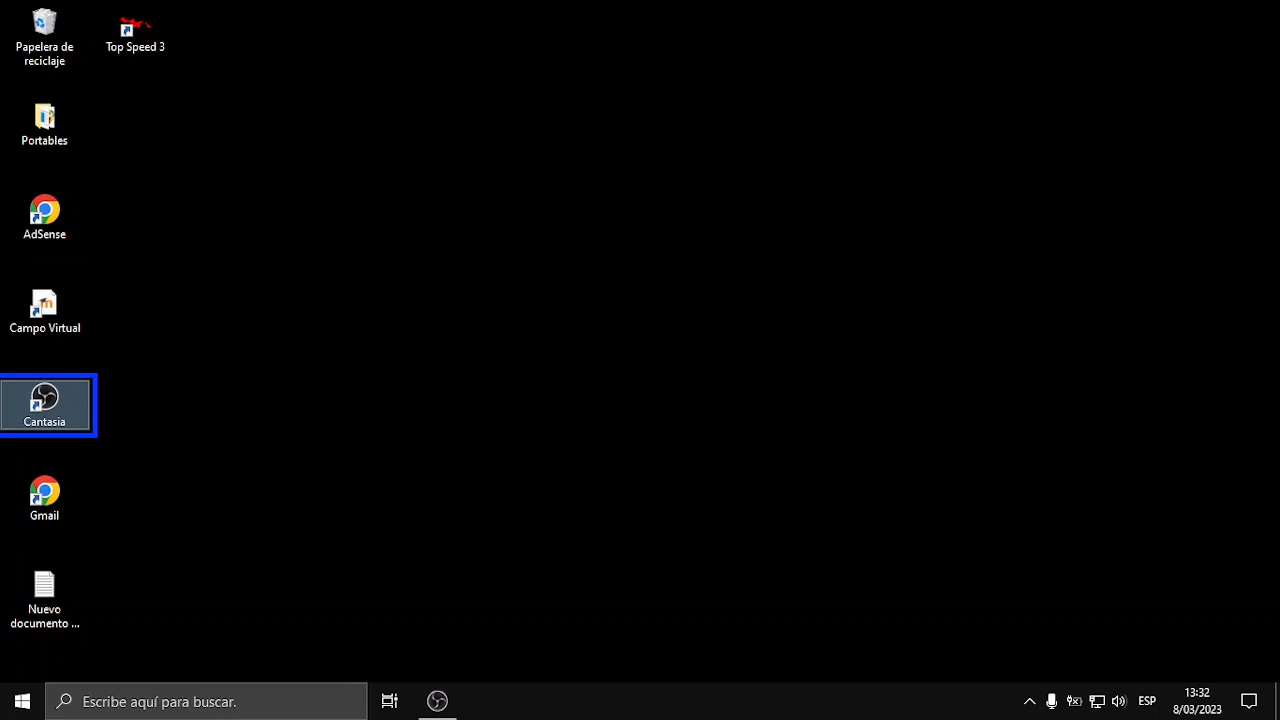 Papelera de
reciclaje
Top Speed 3
Portables
AdSense
Campo Virtual
Cantasia
Gmail
Nuevo
documento ...
Escribe aquí para buscar.
ESP
13:32
8/03/2023